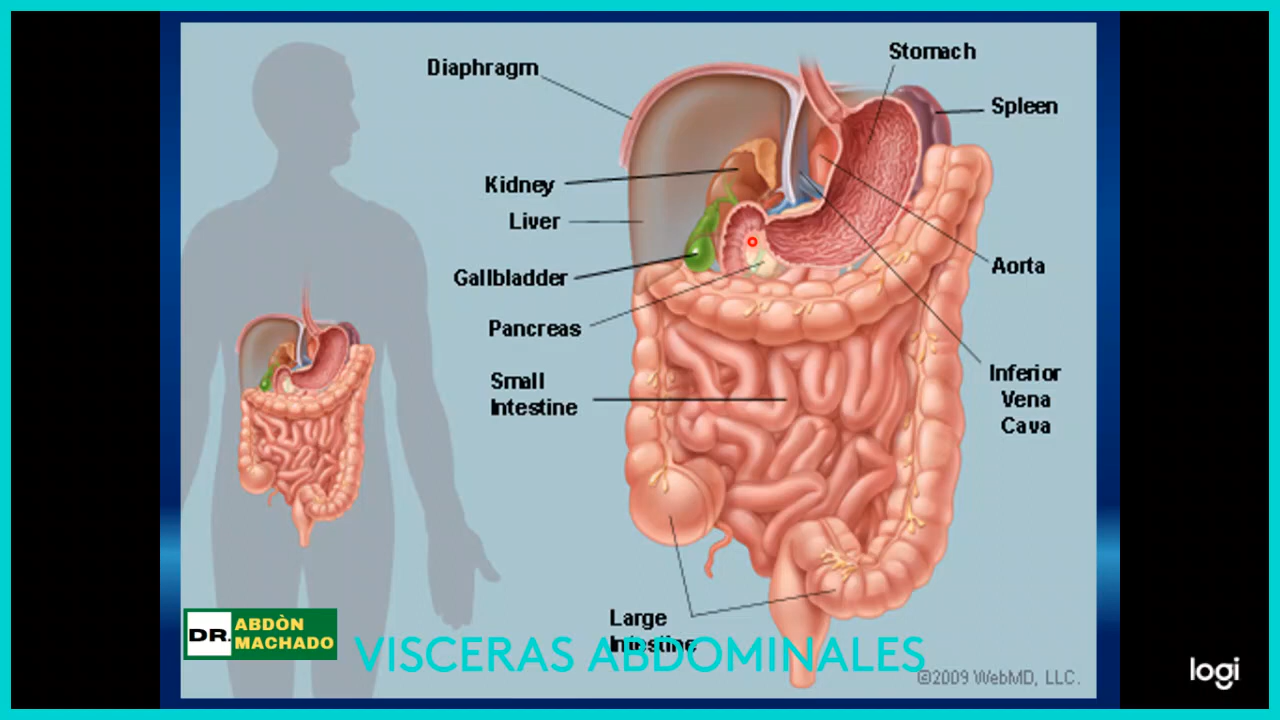 Stomach
Diaphragm
Spleen
Kidney
Liver
Aorta
Gallbladder
Pancreas
Inferior
Vena
Cava
Small
Intestine
Large
Intestine
DR.
ABDÒN
MACHADO
VISCERAS ABDOMINALES
©2009 WebMD, LLC.
logi